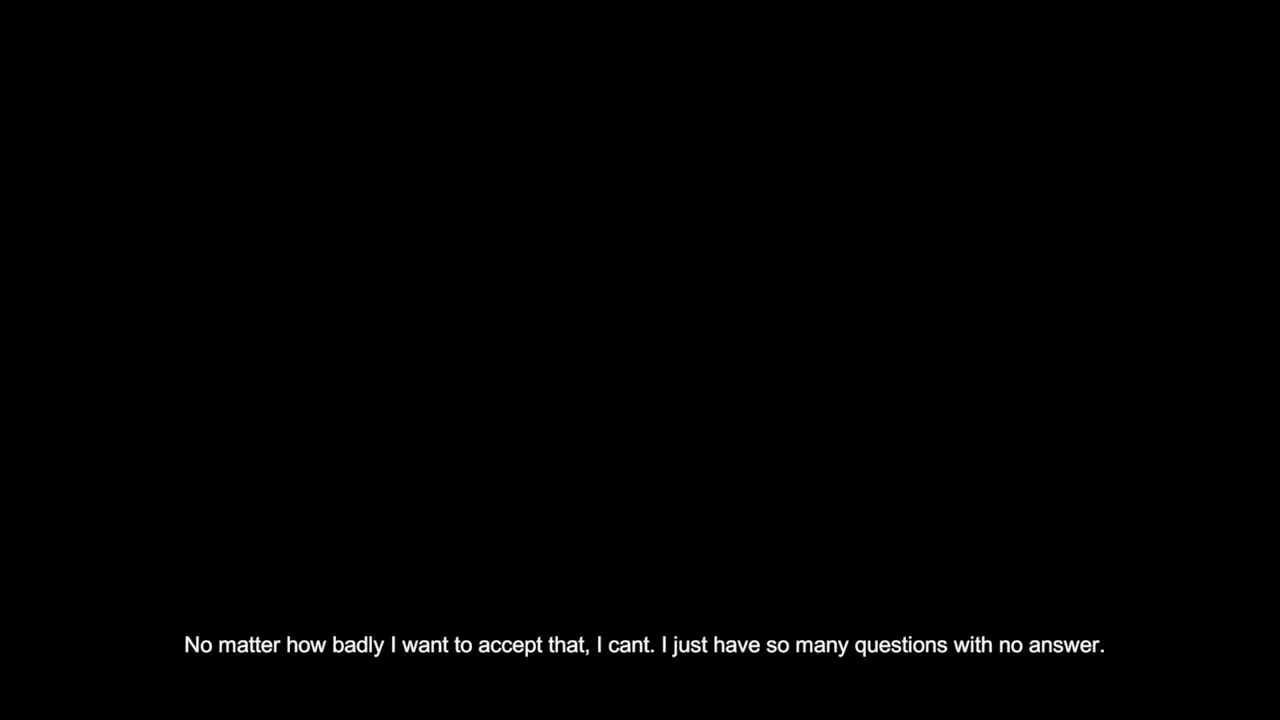 No matter how badly I want to accept that, I cant. I just have so many questions with no answer.